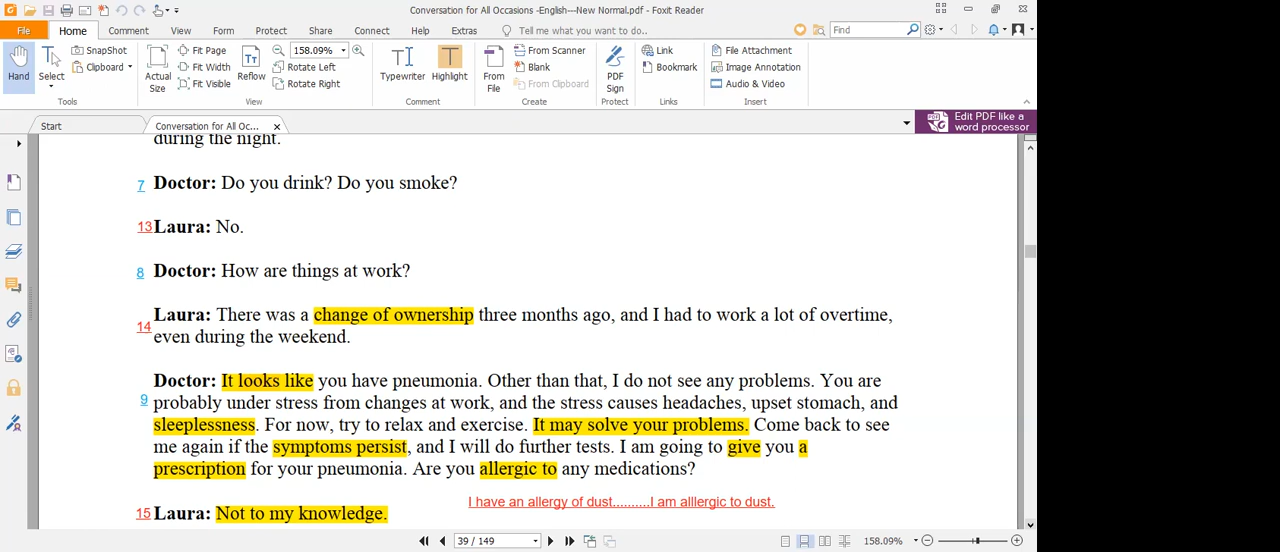 Conversation for All Occasions -English---New Normal.pdf - Foxit Reader
File Home Comment View Form Protect Share Connect Help Extras Tell me what you want to do.. Find
Hand
Select
SnapShot
Clipboard
Tools
Actual Size
Reflow
Fit Page
Fit Width
Fit Visible
158.09%
Rotate Left
Rotate Right
View
Typewriter
Highlight
Comment
From File
From Scanner
Blank
From Clipboard
Create
PDF Sign
Protect
Link
Bookmark
Links
File Attachment
Image Annotation
Audio & Video
Insert
Start
Conversation for All Oc...
Edit PDF like a
word processor
during the night.
7 Doctor: Do you drink? Do you smoke?
13 Laura: No.
8 Doctor: How are things at work?
Laura: There was a change of ownership three months ago, and I had to work a lot of overtime,
14
even during the weekend.
Doctor: It looks like you have pneumonia. Other than that, I do not see any problems. You are
9
probably under stress from changes at work, and the stress causes headaches, upset stomach, and
sleeplessness. For now, try to relax and exercise. It may solve your problems. Come back to see
me again if the symptoms persist, and I will do further tests. I am going to give you a
prescription for your pneumonia. Are you allergic to any medications?
I have an allergy of dust..........I am alllergic to dust.
15 Laura: Not to my knowledge.
39 / 149
158.09%